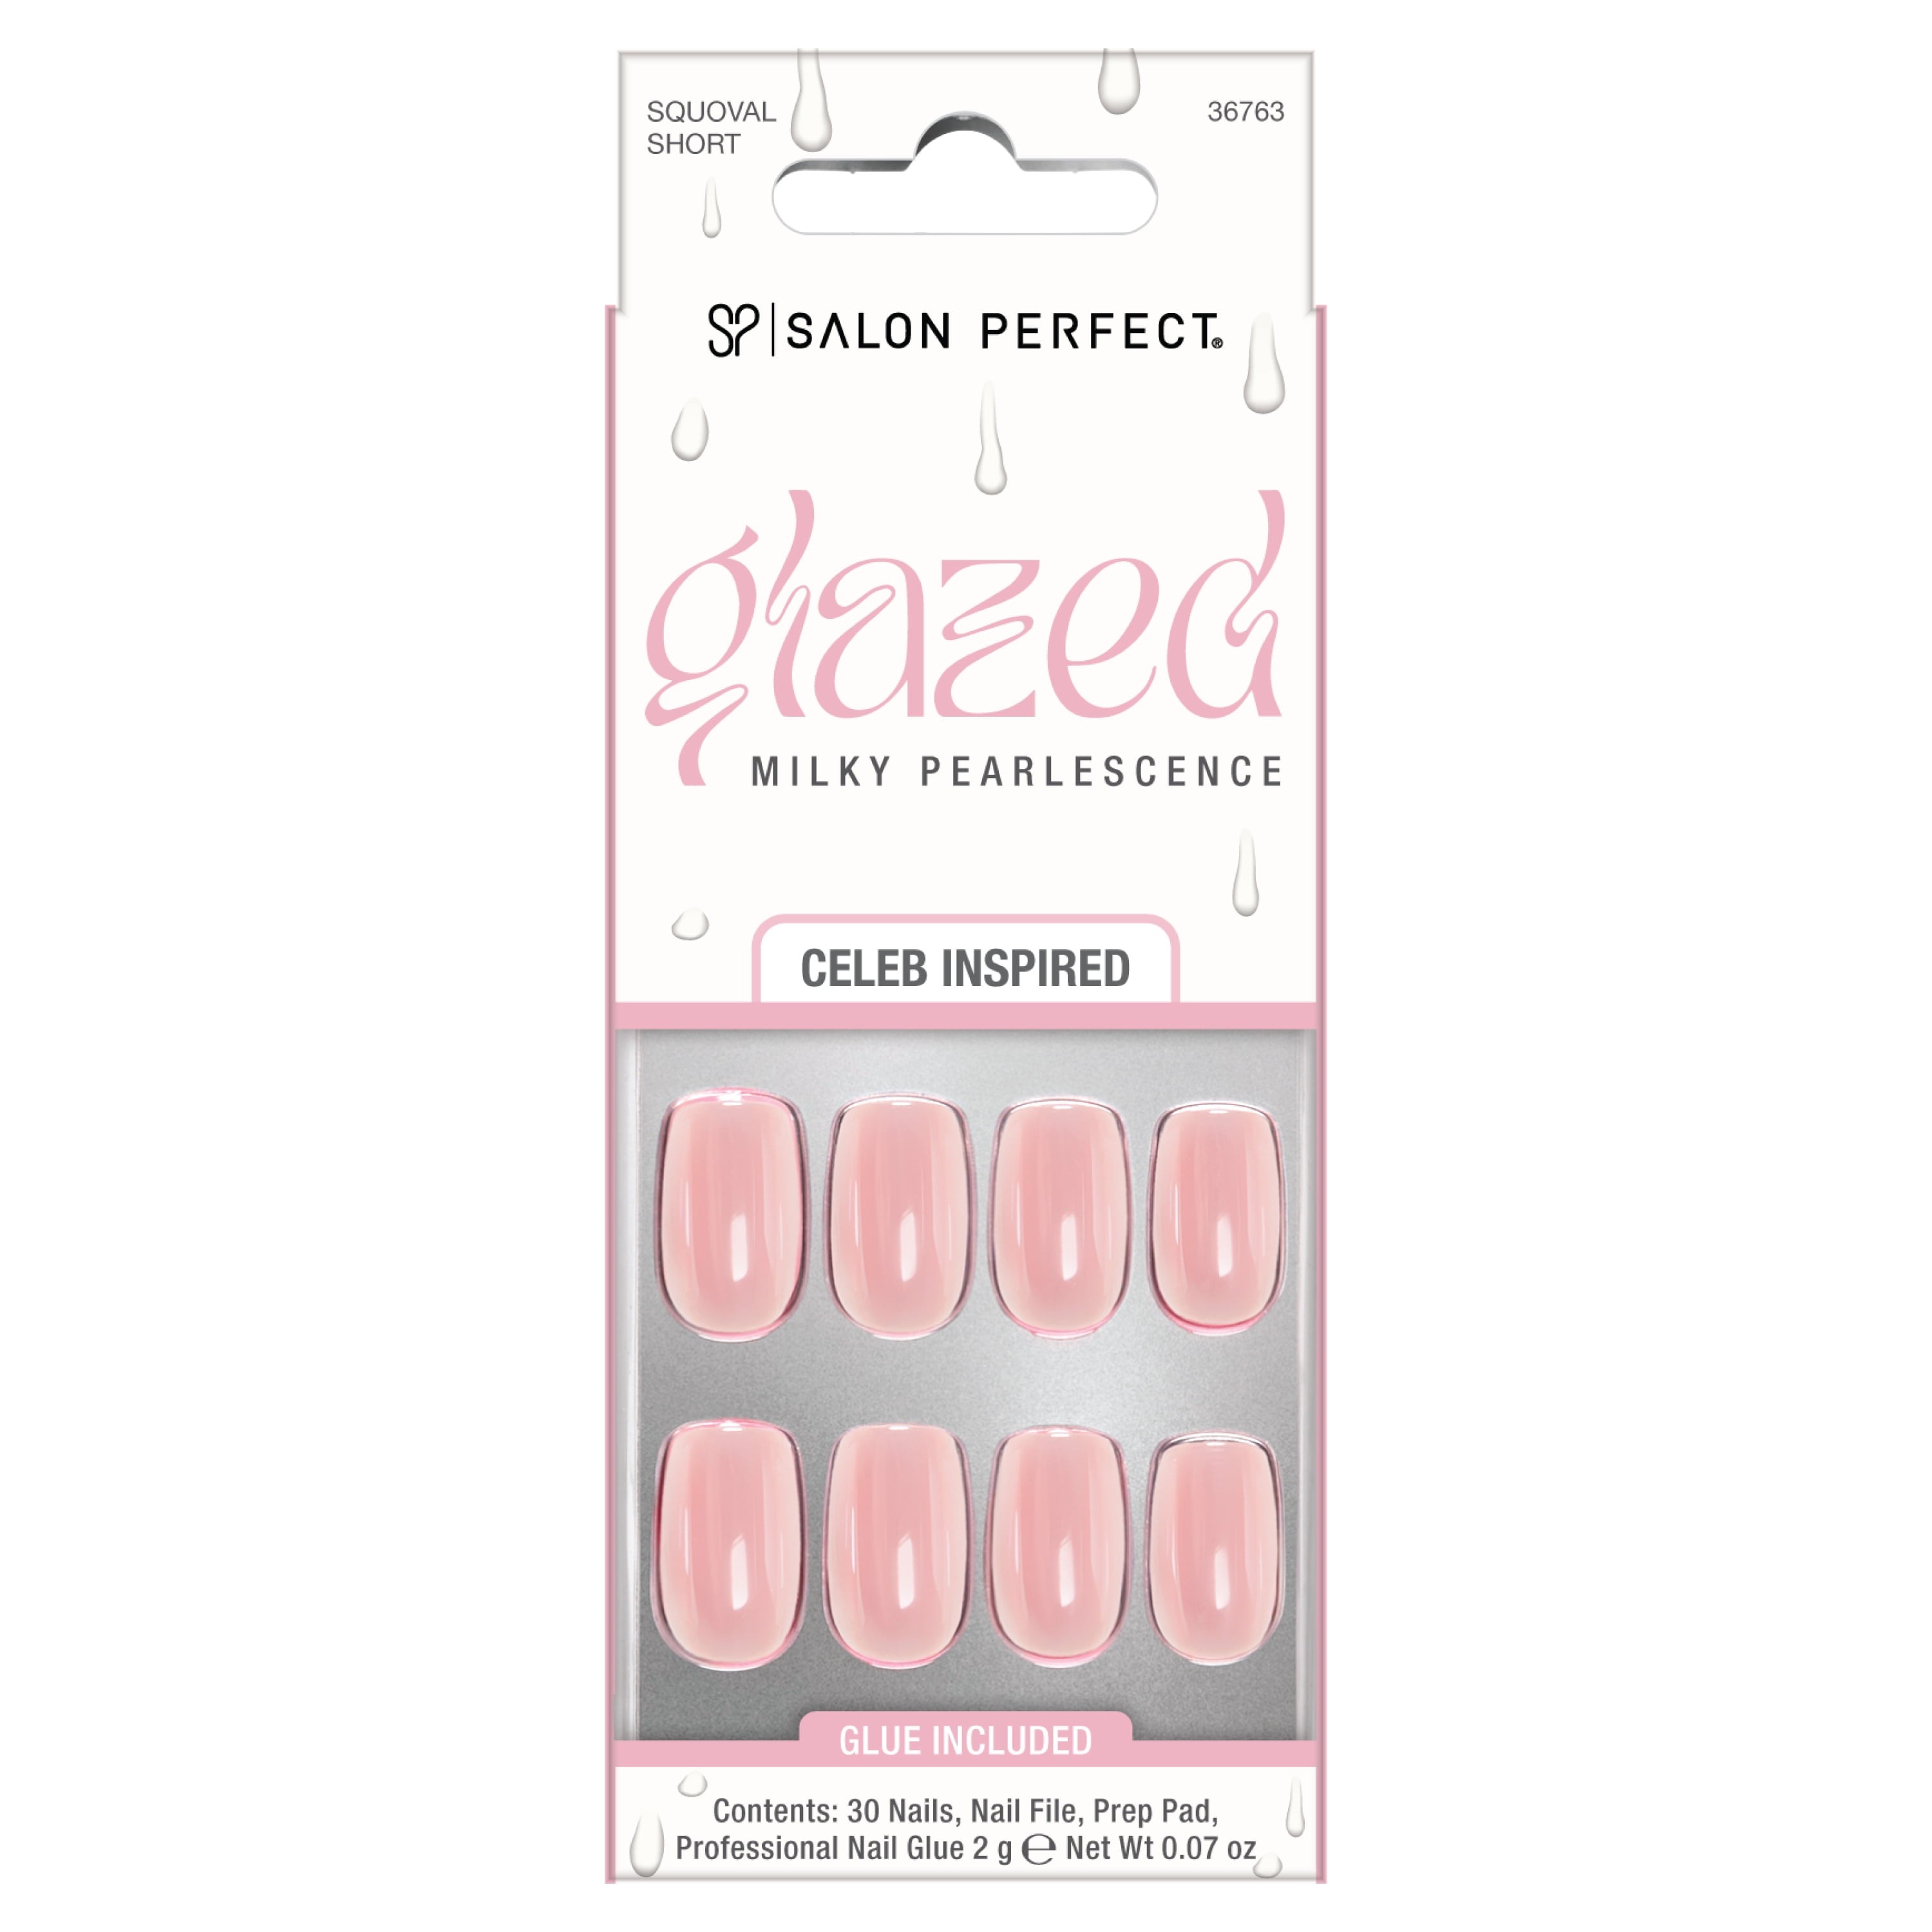 SQUOVAL
SHORT
36763
SP | SALON PERFECT®
glazed
MILKY PEARLESCENCE
CELEB INSPIRED
GLUE INCLUDED
Contents: 30 Nails, Nail File, Prep Pad,
Professional Nail Glue 2 g ℮ Net Wt 0.07 oz